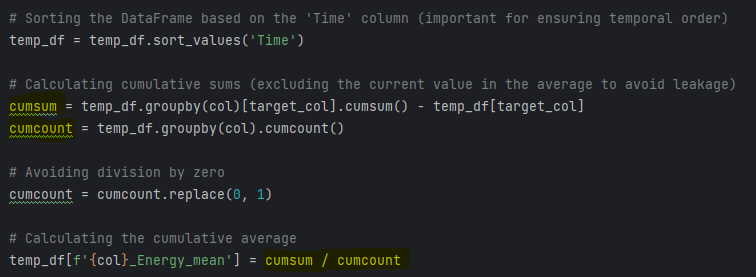 # Sorting the DataFrame based on the 'Time' column (important for ensuring temporal order)
temp_df = temp_df.sort_values('Time')
# Calculating cumulative sums (excluding the current value in the average to avoid leakage)
cumsum = temp_df.groupby(col)[target_col].cumsum() - temp_df[target_col]
cumcount = temp_df.groupby(col).cumcount()
# Avoiding division by zero
cumcount = cumcount.replace(0, 1)
# Calculating the cumulative average
temp_df[f'{col}_Energy_mean'] = cumsum / cumcount